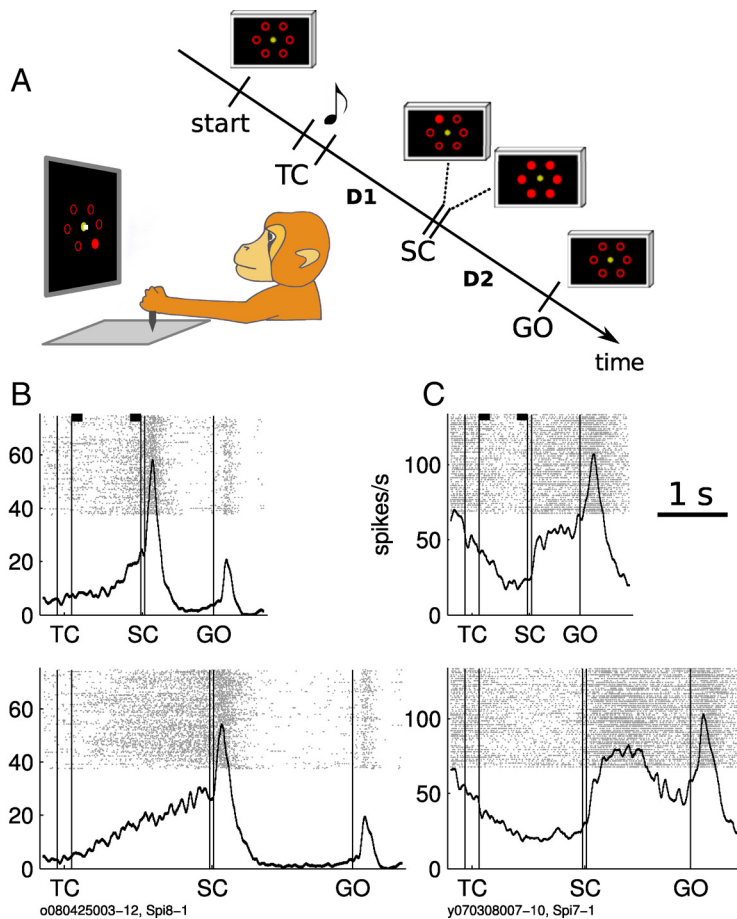 A
start
TC
D1
SC
D2
GO
time
B
C
60
40
20
0
TC SC GO
spikes/s
100
50
0
TC SC GO
1 s
60
40
20
0
TC SC GO
o080425003-12, Spi8-1
100
50
0
TC SC GO
y070308007-10, Spi7-1